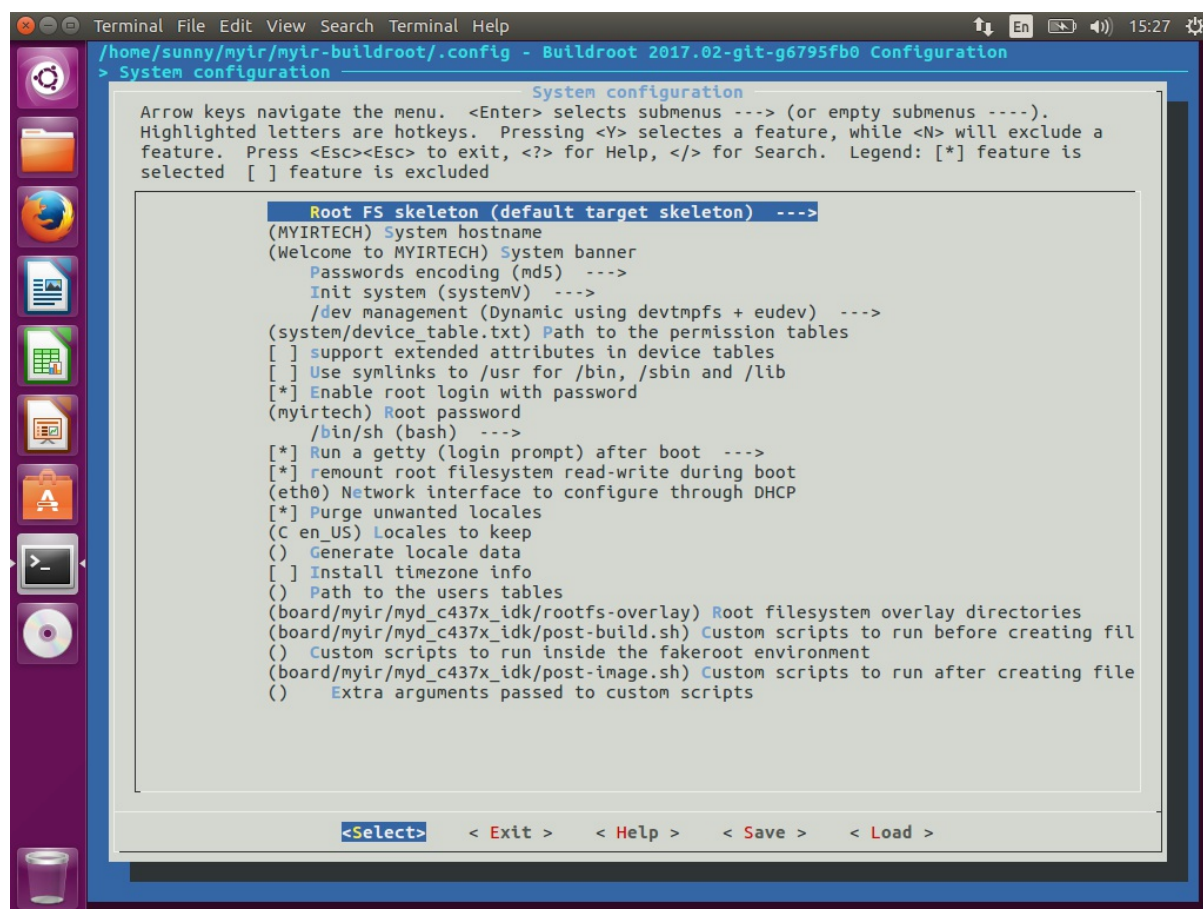 Terminal File Edit View Search Terminal Help En 15:27
/home/sunny/myir/myir-buildroot/.config - Buildroot 2017.02-git-g6795fb0 Configuration
> System configuration
System configuration
Arrow keys navigate the menu. <Enter> selects submenus ---> (or empty submenus ----).
Highlighted letters are hotkeys. Pressing <Y> selectes a feature, while <N> will exclude a
feature. Press <Esc><Esc> to exit, <?> for Help, </> for Search. Legend: [*] feature is
selected [ ] feature is excluded
Root FS skeleton (default target skeleton) --->
(MYIRTECH) System hostname
(Welcome to MYIRTECH) System banner
Passwords encoding (md5) --->
Init system (systemV) --->
/dev management (Dynamic using devtmpfs + eudev) --->
(system/device_table.txt) Path to the permission tables
[ ] support extended attributes in device tables
[ ] Use symlinks to /usr for /bin, /sbin and /lib
[*] Enable root login with password
(myirtech) Root password
/bin/sh (bash) --->
[*] Run a getty (login prompt) after boot --->
[*] remount root filesystem read-write during boot
(eth0) Network interface to configure through DHCP
[*] Purge unwanted locales
(C en_US) Locales to keep
() Generate locale data
[ ] Install timezone info
() Path to the users tables
(board/myir/myd_c437x_idk/rootfs-overlay) Root filesystem overlay directories
(board/myir/myd_c437x_idk/post-build.sh) Custom scripts to run before creating fil
() Custom scripts to run inside the fakeroot environment
(board/myir/myd_c437x_idk/post-image.sh) Custom scripts to run after creating file
() Extra arguments passed to custom scripts
<Select> < Exit > < Help > < Save > < Load >